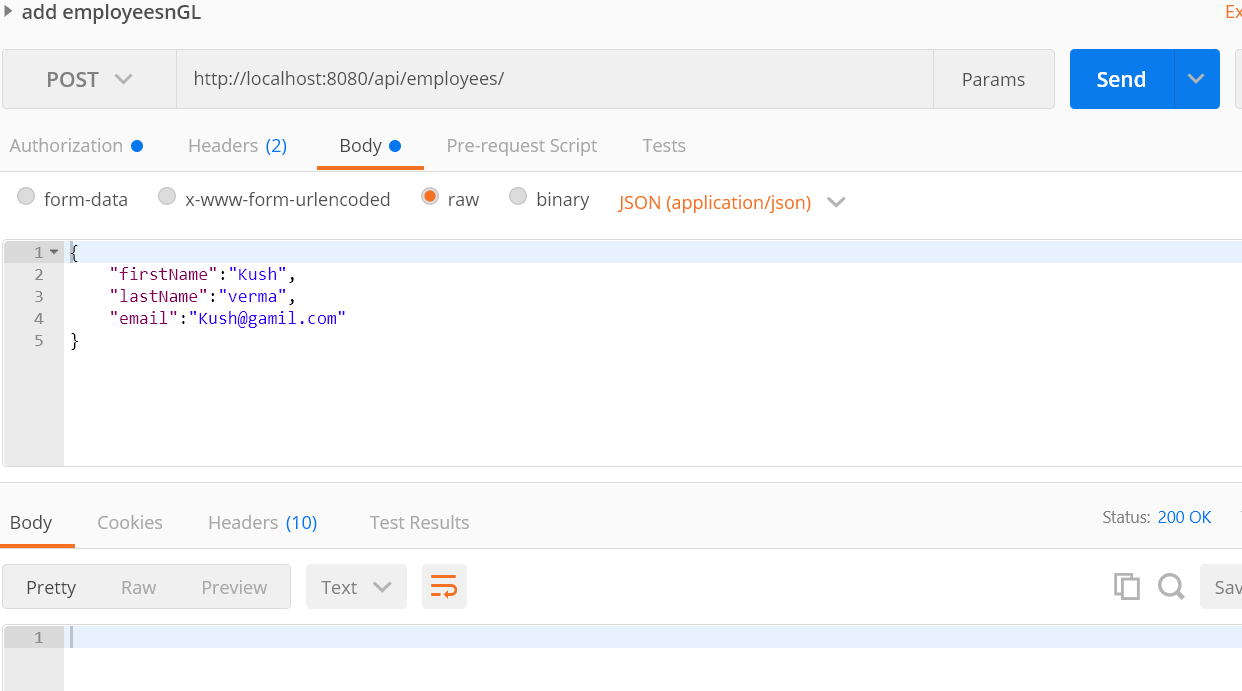 add employeesnGL
Ex
POST http://localhost:8080/api/employees/ Params Send
Authorization Headers (2) Body Pre-request Script Tests
form-data x-www-form-urlencoded raw binary JSON (application/json)
1 {
2 "firstName":"Kush",
3 "lastName":"verma",
4 "email":"Kush@gamil.com"
5 }
Body Cookies Headers (10) Test Results Status: 200 OK
Pretty Raw Preview Text Sav
1